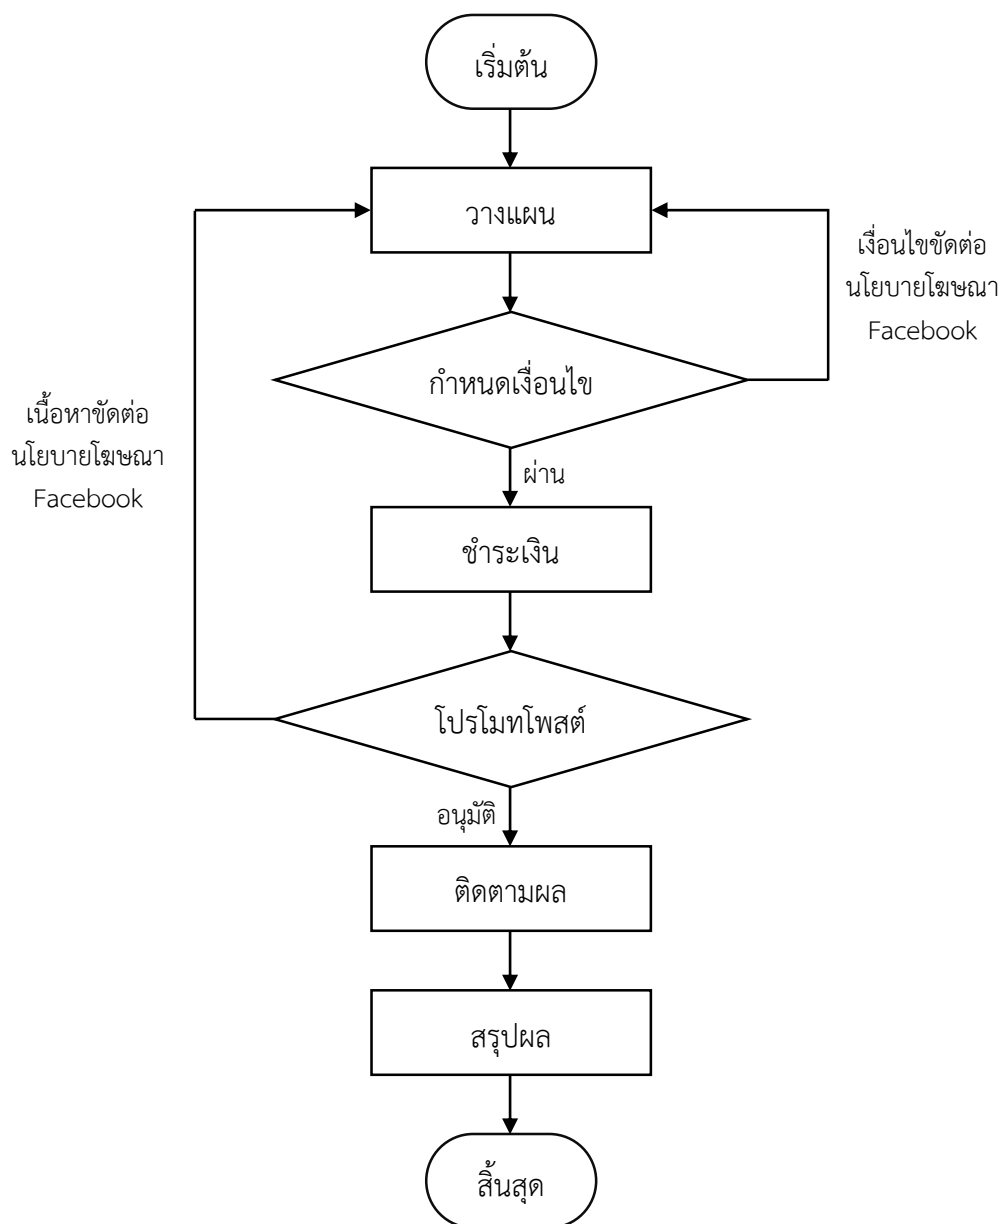 เริ่มต้น
วางแผน
เงื่อนไขขัดต่อ
นโยบายโฆษณา
Facebook
กำหนดเงื่อนไข
เนื้อหาขัดต่อ
นโยบายโฆษณา
Facebook
ผ่าน
ชำระเงิน
โปรโมทโพสต์
อนุมัติ
ติดตามผล
สรุปผล
สิ้นสุด